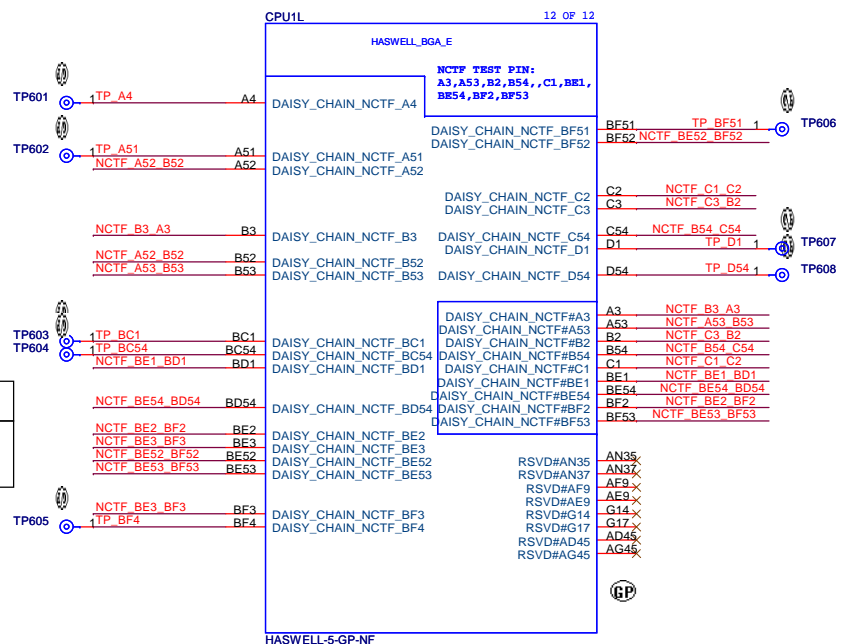 CPU1L 12 OF 12
HASWELL_BGA_E
NCTF TEST PIN:
A3,A53,B2,B54,,C1,BE1,
BE54,BF2,BF53
TP601 1 TP_A4 A4 DAISY_CHAIN_NCTF_A4
TP602 1 TP_A51 A51 DAISY_CHAIN_NCTF_A51
NCTF_A52_B52 A52 DAISY_CHAIN_NCTF_A52
NCTF_B3_A3 B3 DAISY_CHAIN_NCTF_B3
NCTF_A52_B52 B52 DAISY_CHAIN_NCTF_B52
NCTF_A53_B53 B53 DAISY_CHAIN_NCTF_B53
TP603 1 TP_BC1 BC1 DAISY_CHAIN_NCTF_BC1
TP604 1 TP_BC54 BC54 DAISY_CHAIN_NCTF_BC54
NCTF_BE1_BD1 BD1 DAISY_CHAIN_NCTF_BD1
NCTF_BE54_BD54 BD54 DAISY_CHAIN_NCTF_BD54
NCTF_BE2_BF2 BE2 DAISY_CHAIN_NCTF_BE2
NCTF_BE3_BF3 BE3 DAISY_CHAIN_NCTF_BE3
NCTF_BE52_BF52 BE52 DAISY_CHAIN_NCTF_BE52
NCTF_BE53_BF53 BE53 DAISY_CHAIN_NCTF_BE53
NCTF_BE3_BF3 BF3 DAISY_CHAIN_NCTF_BF3
TP605 1 TP_BF4 BF4 DAISY_CHAIN_NCTF_BF4
DAISY_CHAIN_NCTF_BF51 BF51 TP_BF51 1 TP606
DAISY_CHAIN_NCTF_BF52 BF52 NCTF_BE52_BF52
DAISY_CHAIN_NCTF_C2 C2 NCTF_C1_C2
DAISY_CHAIN_NCTF_C3 C3 NCTF_C3_B2
DAISY_CHAIN_NCTF_C54 C54 NCTF_B54_C54
DAISY_CHAIN_NCTF_D1 D1 TP_D1 1 TP607
DAISY_CHAIN_NCTF_D54 D54 TP_D54 1 TP608
DAISY_CHAIN_NCTF#A3 A3 NCTF_B3_A3
DAISY_CHAIN_NCTF#A53 A53 NCTF_A53_B53
DAISY_CHAIN_NCTF#B2 B2 NCTF_C3_B2
DAISY_CHAIN_NCTF#B54 B54 NCTF_B54_C54
DAISY_CHAIN_NCTF#C1 C1 NCTF_C1_C2
DAISY_CHAIN_NCTF#BE1 BE1 NCTF_BE1_BD1
DAISY_CHAIN_NCTF#BE54 BE54 NCTF_BE54_BD54
DAISY_CHAIN_NCTF#BF2 BF2 NCTF_BE2_BF2
DAISY_CHAIN_NCTF#BF53 BF53 NCTF_BE53_BF53
RSVD#AN35 AN35
RSVD#AN37 AN37
RSVD#AF9 AF9
RSVD#AE9 AE9
RSVD#G14 G14
RSVD#G17 G17
RSVD#AD45 AD45
RSVD#AG45 AG45
GP
HASWELL-5-GP-NF